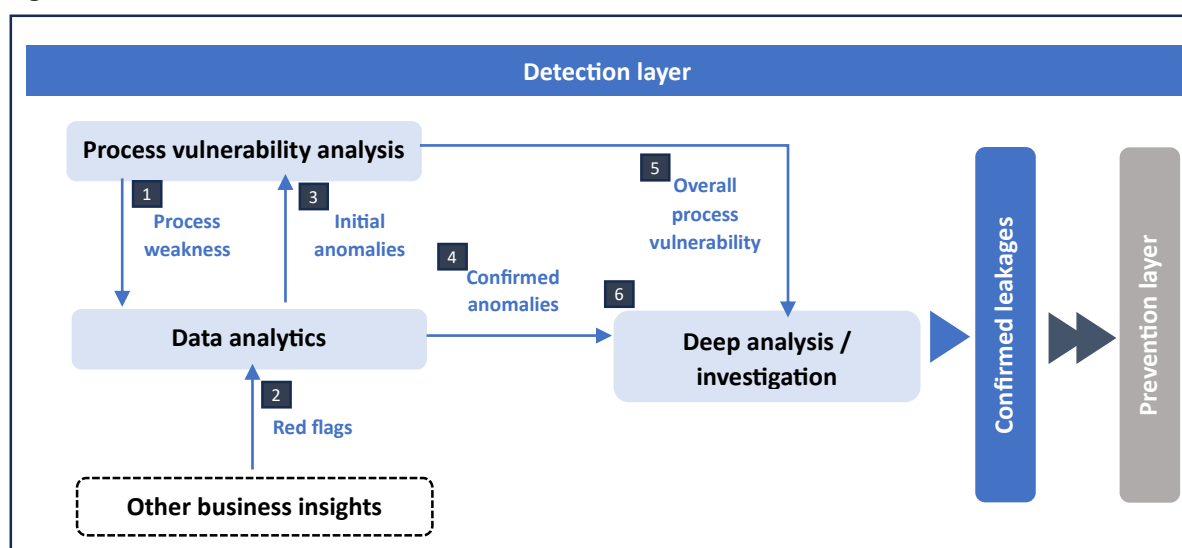 Detection layer
Process vulnerability analysis
1
Process
weakness
3
Initial
anomalies
5
Overall
process
vulnerability
4
Confirmed
anomalies
6
Data analytics
Deep analysis /
investigation
2
Red flags
Other business insights
Confirmed leakages
Prevention layer